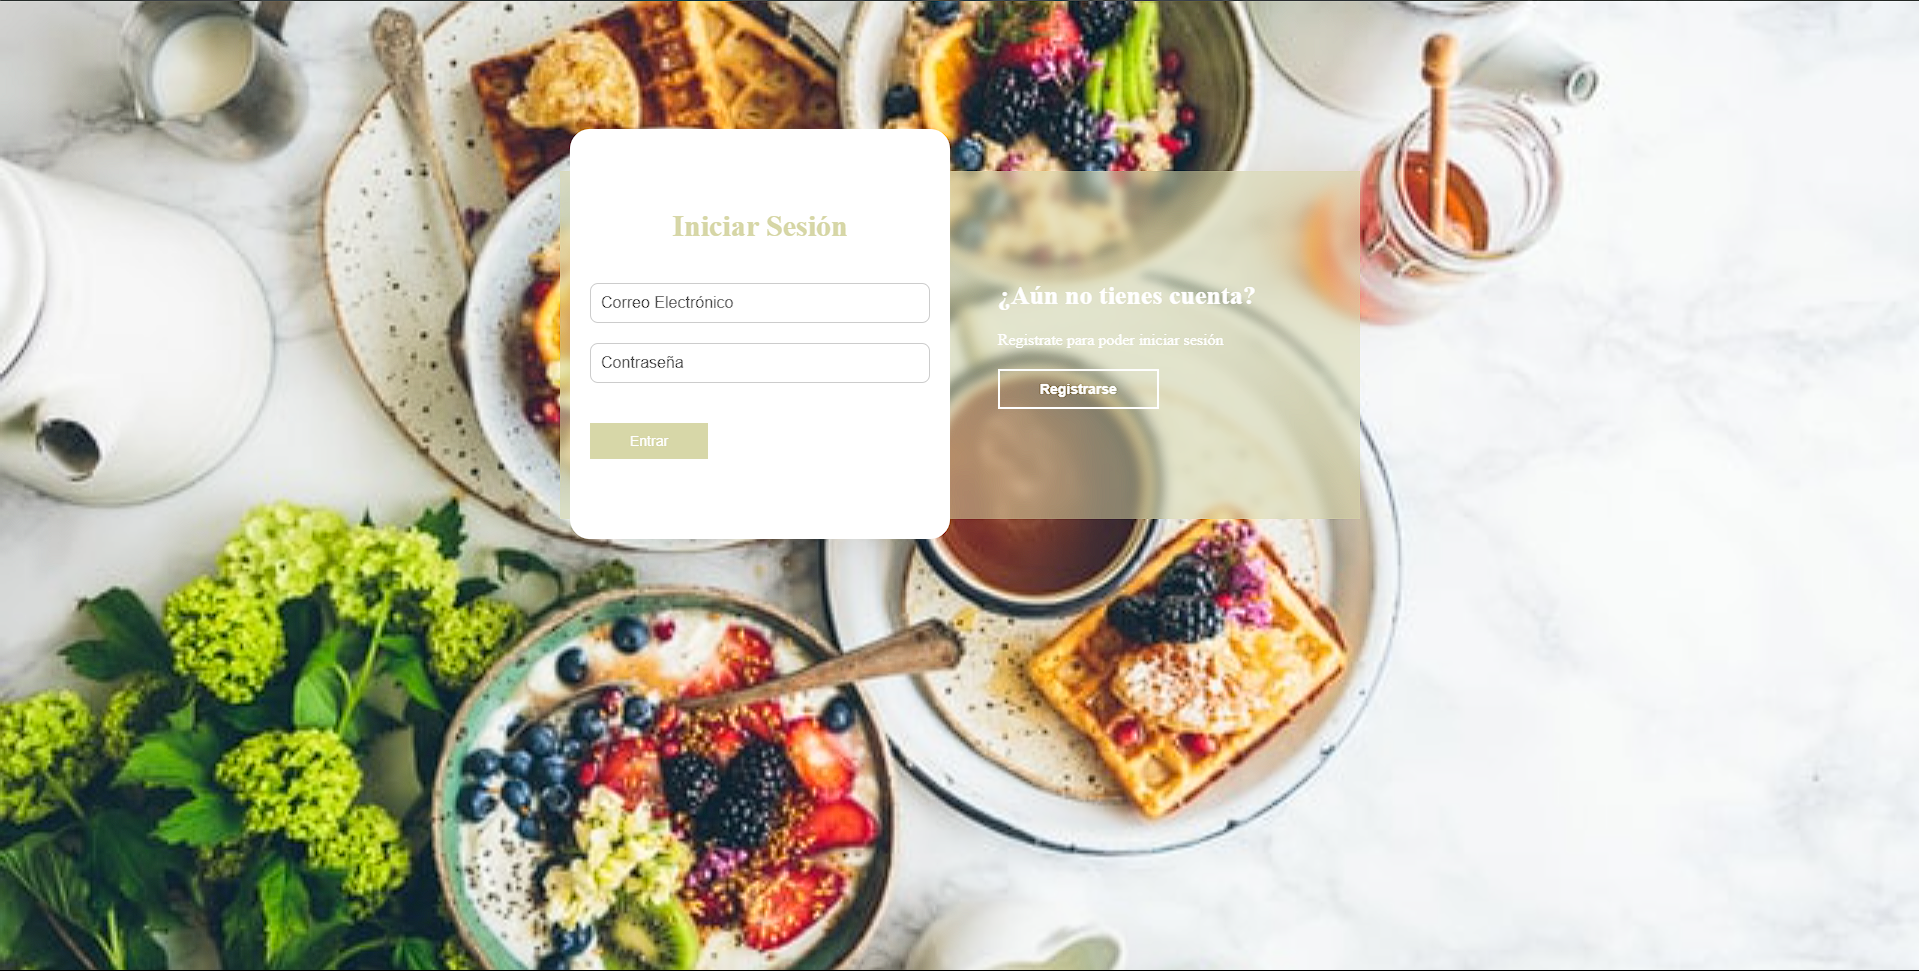 Iniciar Sesión
Correo Electrónico
Contraseña
Entrar
¿Aún no tienes cuenta?
Registrate para poder iniciar sesión
Registrarse